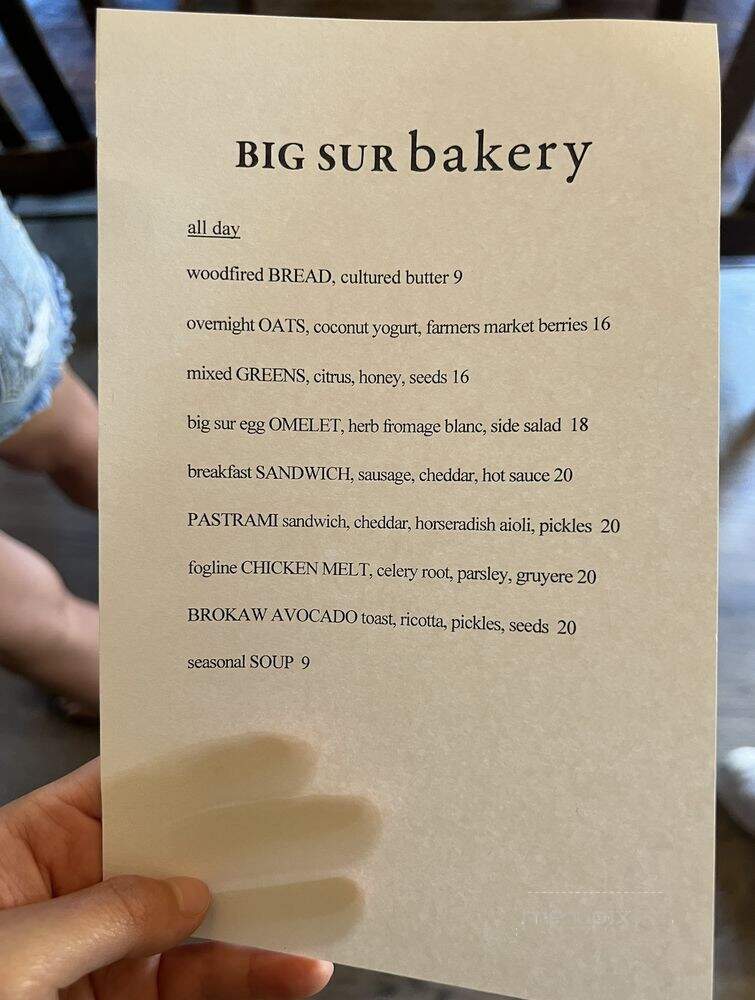 BIG SUR bakery
all day
woodfired BREAD, cultured butter 9
overnight OATS, coconut yogurt, farmers market berries 16
mixed GREENS, citrus, honey, seeds 16
big sur egg OMELET, herb fromage blanc, side salad 18
breakfast SANDWICH, sausage, cheddar, hot sauce 20
PASTRAMI sandwich, cheddar, horseradish aioli, pickles 20
fogline CHICKEN MELT, celery root, parsley, gruyere 20
BROKAW AVOCADO toast, ricotta, pickles, seeds 20
seasonal SOUP 9